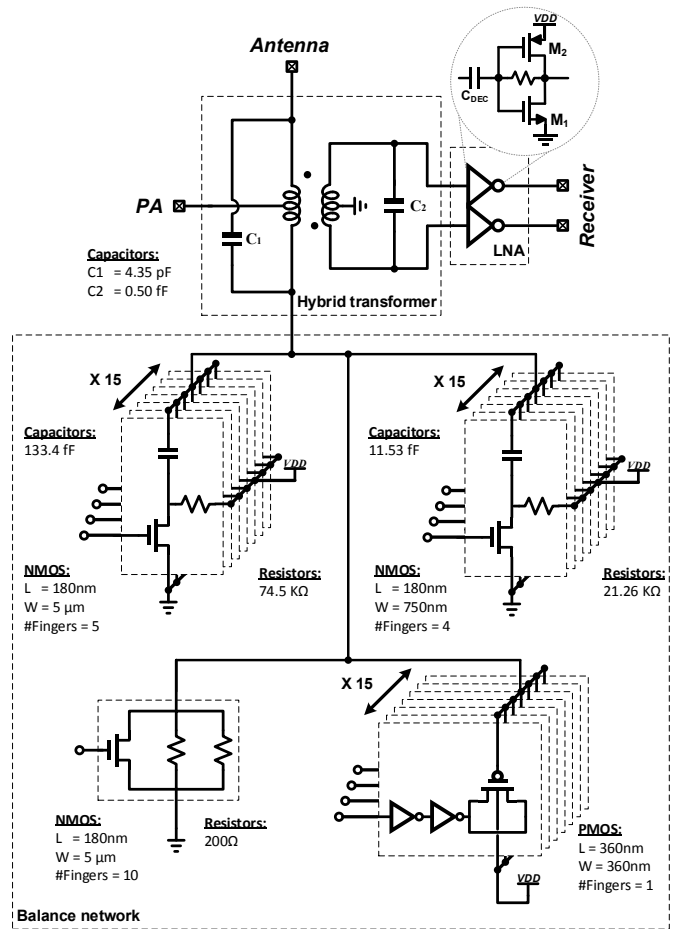 Antenna
VDD
M2
CDEC
M1
PA
C1
C2
LNA
Receiver
Capacitors:
C1 = 4.35 pF
C2 = 0.50 fF
Hybrid transformer
X 15
Capacitors:
133.4 fF
VDD
NMOS:
L = 180nm
W = 5 µm
#Fingers = 5
Resistors:
74.5 KΩ
X 15
Capacitors:
11.53 fF
VDD
NMOS:
L = 180nm
W = 750nm
#Fingers = 4
Resistors:
21.26 KΩ
NMOS:
L = 180nm
W = 5 µm
#Fingers = 10
Resistors:
200Ω
X 15
PMOS:
L = 360nm
W = 360nm
#Fingers = 1
VDD
Balance network